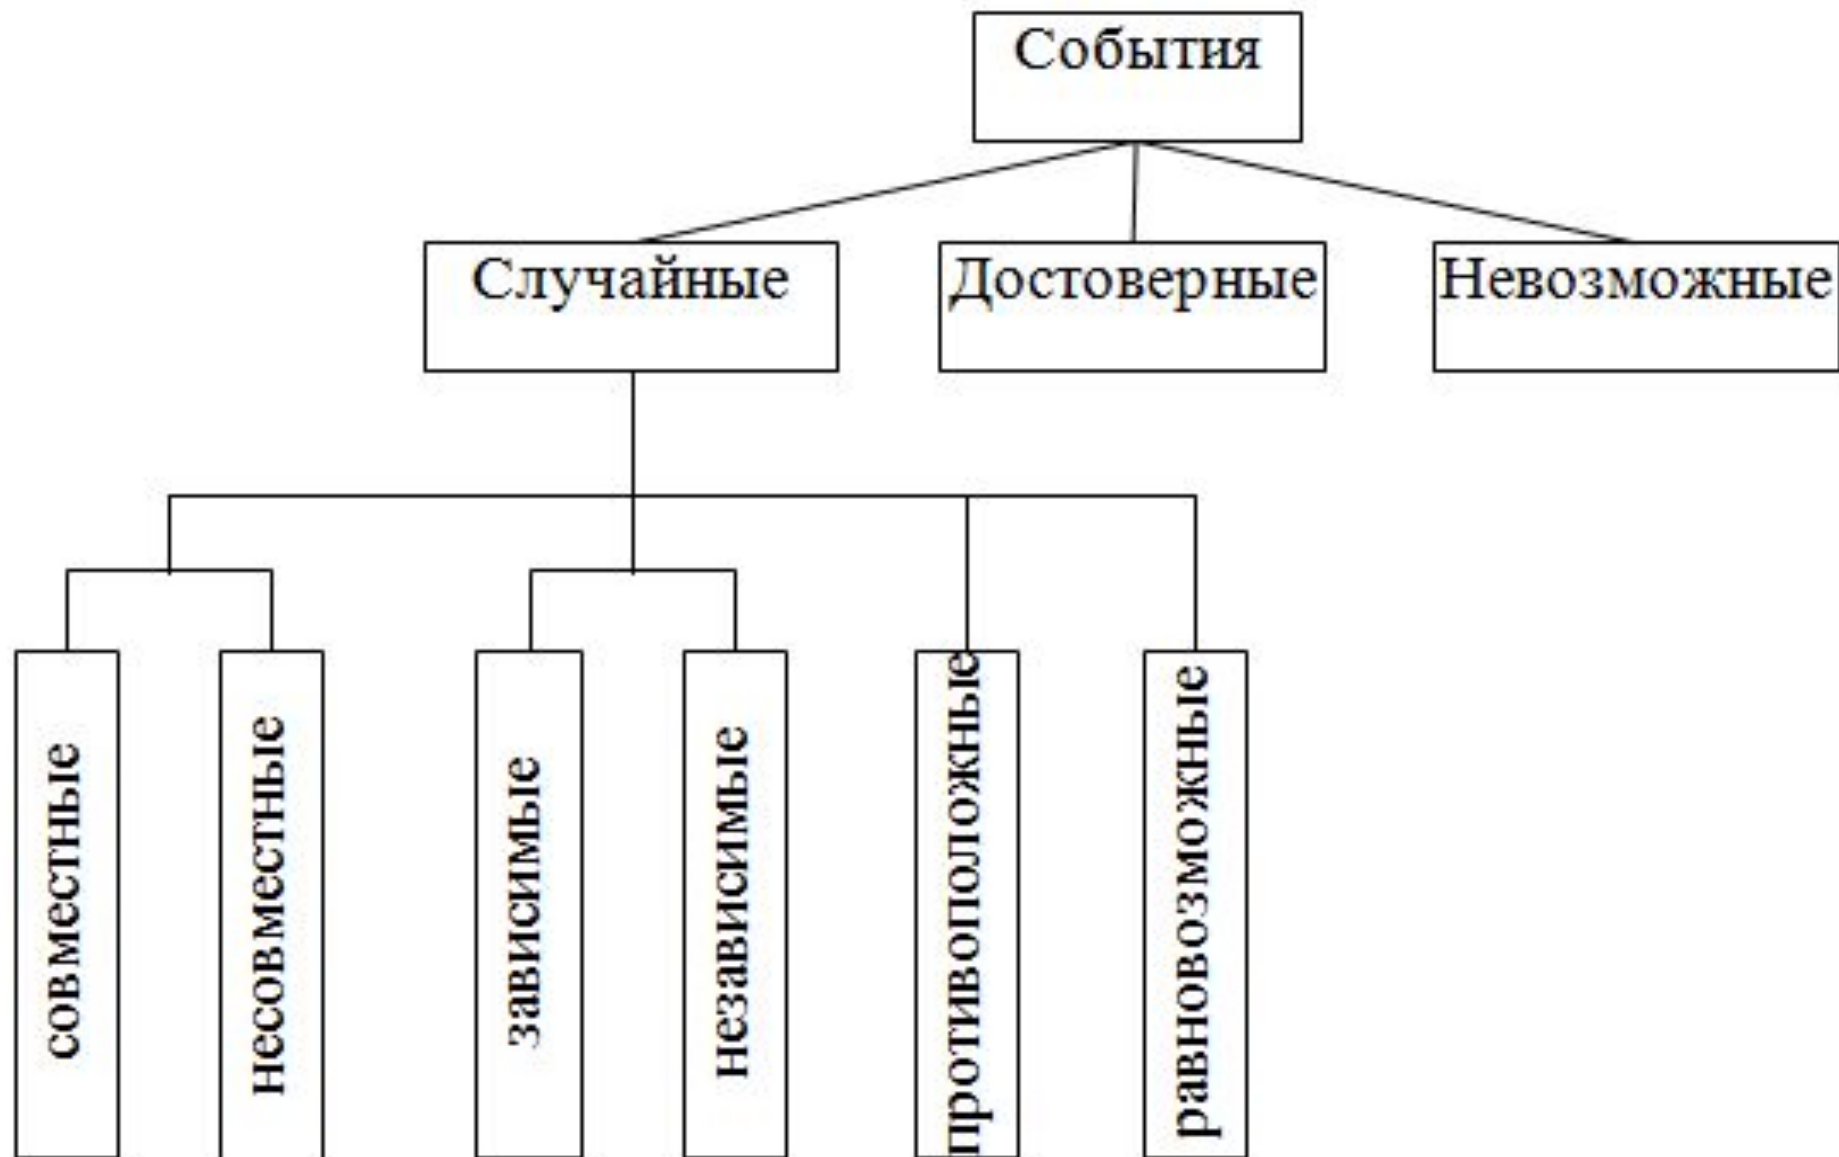 События
Случайные
Достоверные
Невозможные
совместные
несовместные
зависимые
независимые
противоположные
равновозможные